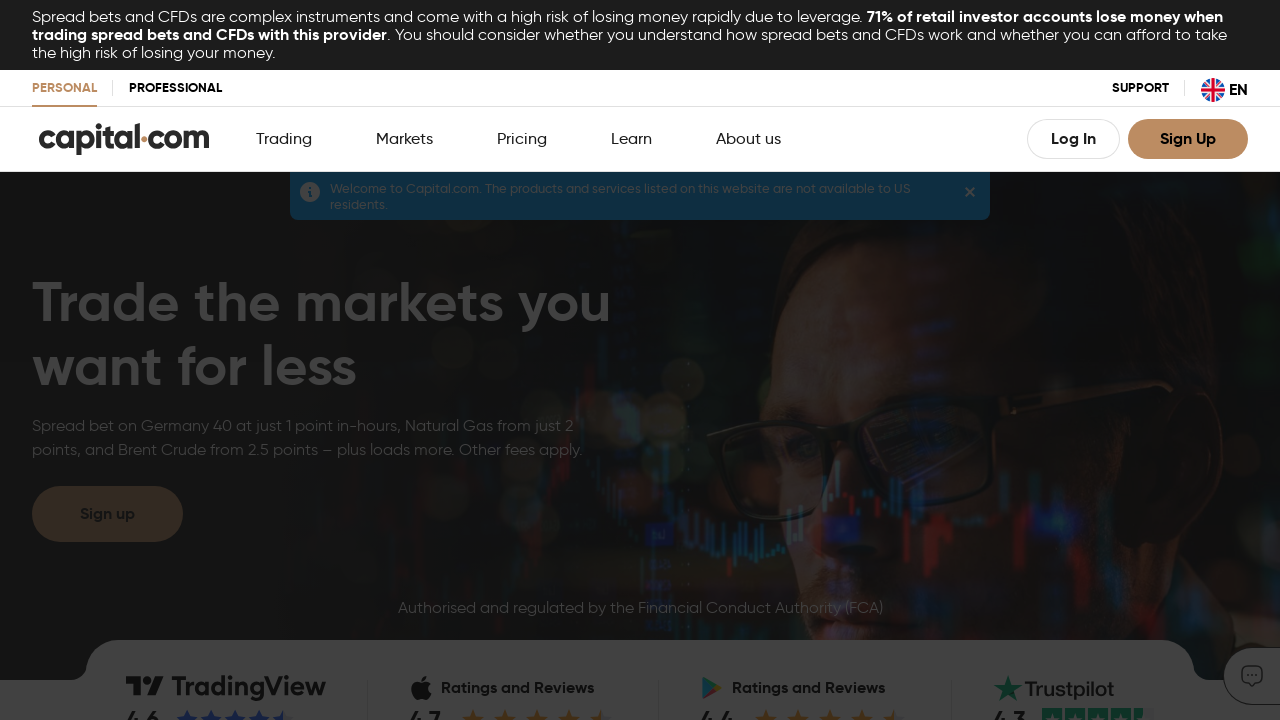 Spread bets and CFDs are complex instruments and come with a high risk of losing money rapidly due to leverage. 71% of retail investor accounts lose money when
trading spread bets and CFDs with this provider. You should consider whether you understand how spread bets and CFDs work and whether you can afford to take
the high risk of losing your money.
PERSONAL PROFESSIONAL SUPPORT EN
capital.com Trading Markets Pricing Learn About us Log In Sign Up
Welcome to Capital.com. The products and services listed on this website are not available to US
residents.
Trade the markets you
want for less
Spread bet on Germany 40 at just 1 point in-hours, Natural Gas from just 2
points, and Brent Crude from 2.5 points – plus loads more. Other fees apply.
Sign up
Authorised and regulated by the Financial Conduct Authority (FCA)
TradingView Ratings and Reviews Ratings and Reviews Trustpilot
4.6 4.7 4.4 4.3